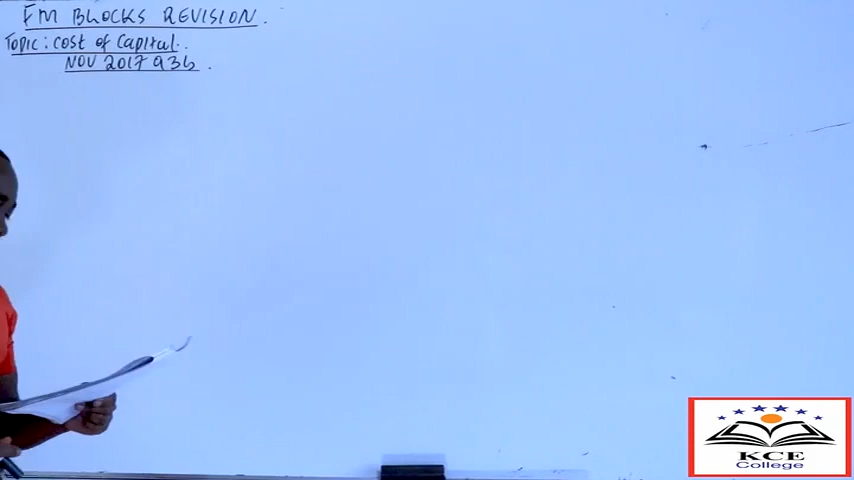 FM BLOCKS REVISION.
Topic: Cost of Capital..
NOV 2017 Q3b.
KCE
College